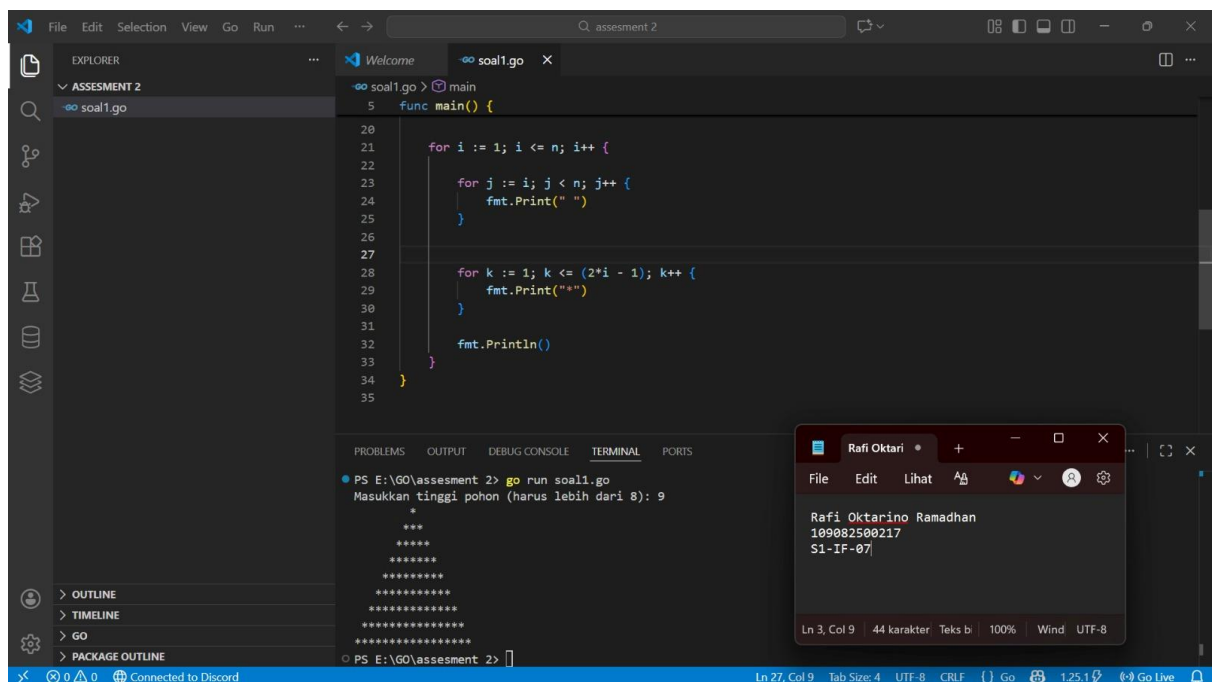 File Edit Selection View Go Run ...
assesment 2
EXPLORER
ASSESMENT 2
soal1.go
OUTLINE
TIMELINE
GO
PACKAGE OUTLINE
Welcome
soal1.go
soal1.go > main
5 func main() {
20
21 for i := 1; i <= n; i++ {
22
23 for j := i; j < n; j++ {
24 fmt.Print(" ")
25 }
26
27
28 for k := 1; k <= (2*i - 1); k++ {
29 fmt.Print("*")
30 }
31
32 fmt.Println()
33 }
34 }
35
PROBLEMS OUTPUT DEBUG CONSOLE TERMINAL PORTS
PS E:\GO\assesment 2> go run soal1.go
Masukkan tinggi pohon (harus lebih dari 8): 9
*
***
*****
*******
*********
***********
*************
***************
*****************
PS E:\GO\assesment 2>
Rafi Oktari
File Edit Lihat
Rafi Oktarino Ramadhan
109082500217
S1-IF-07
Ln 3, Col 9 44 karakter Teks bi 100% Wind UTF-8
0 0 Connected to Discord
Ln 27, Col 9 Tab Size: 4 UTF-8 CRLF {} Go 1.25.1 Go Live